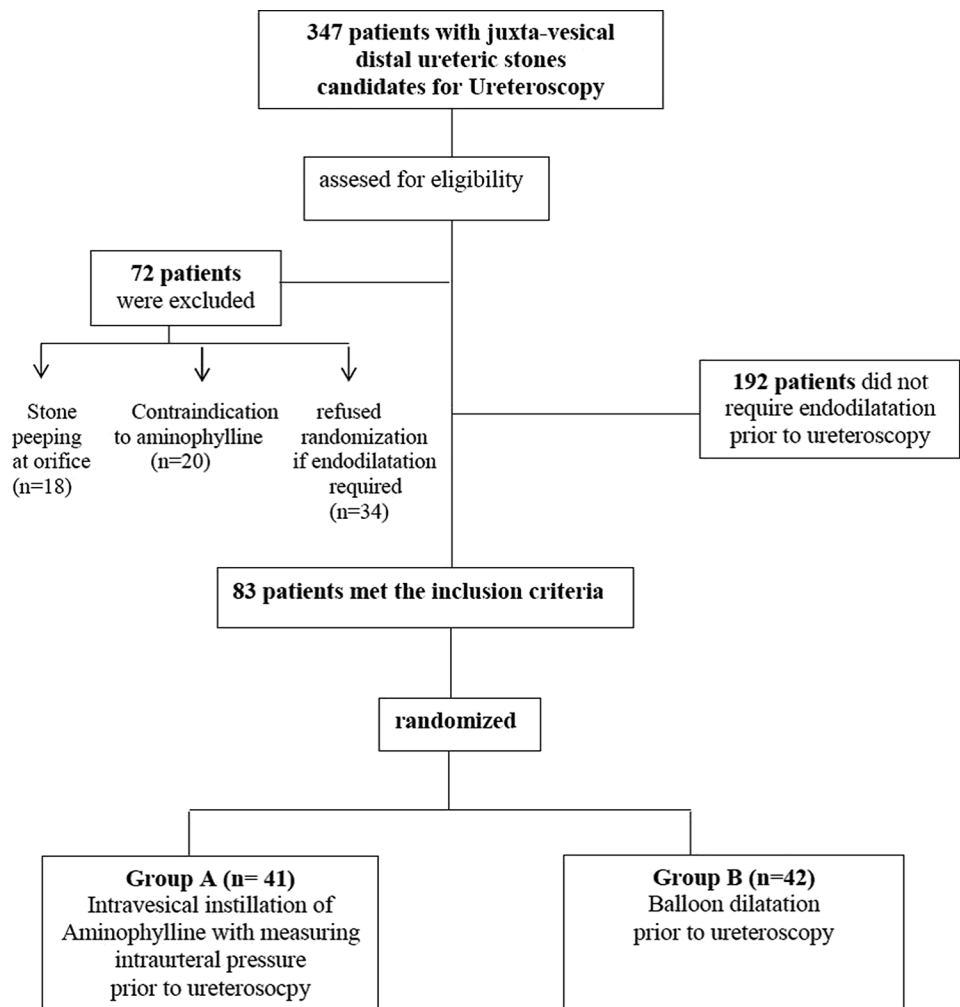 347 patients with juxta-vesical
distal ureteric stones
candidates for Ureteroscopy
assesed for eligibility
72 patients
were excluded
Stone
peeping
at orifice
(n=18)
Contraindication
to aminophylline
(n=20)
refused
randomization
if endodilatation
required
(n=34)
192 patients did not
require endodilatation
prior to ureteroscopy
83 patients met the inclusion criteria
randomized
Group A (n= 41)
Intravesical instillation of
Aminophylline with measuring
intraurteral pressure
prior to ureterosocpy
Group B (n=42)
Balloon dilatation
prior to ureteroscopy